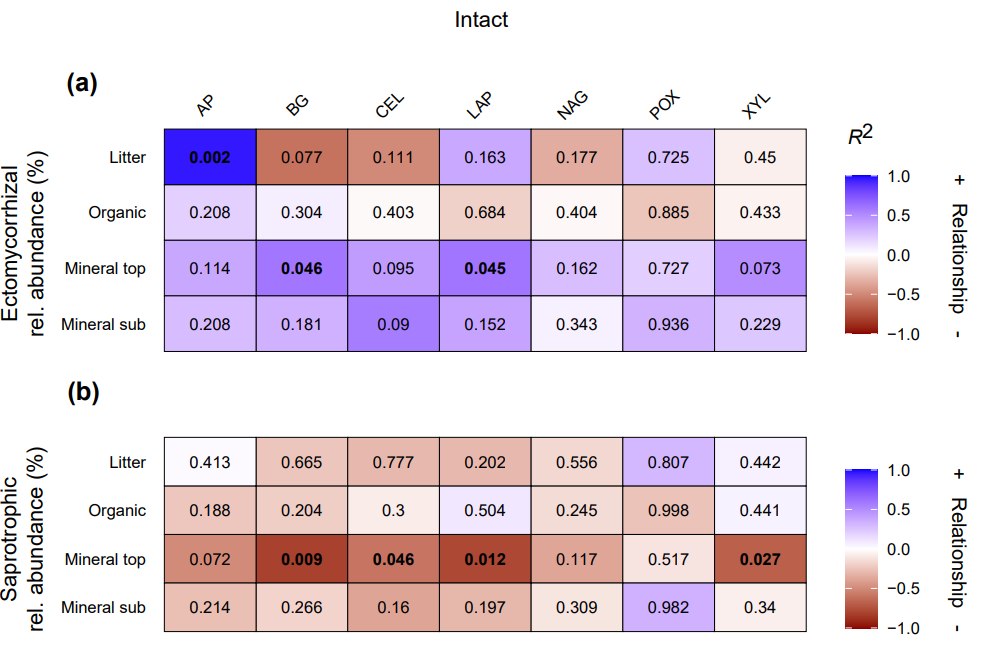 Intact
(a)
AP BG CEL LAP NAG POX XYL
Ectomycorrhizal
rel. abundance (%)
Litter 0.002 0.077 0.111 0.163 0.177 0.725 0.45
Organic 0.208 0.304 0.403 0.684 0.404 0.885 0.433
Mineral top 0.114 0.046 0.095 0.045 0.162 0.727 0.073
Mineral sub 0.208 0.181 0.09 0.152 0.343 0.936 0.229
R²
1.0
0.5
0.0
−0.5
−1.0
+ Relationship -
(b)
Saprotrophic
rel. abundance (%)
Litter 0.413 0.665 0.777 0.202 0.556 0.807 0.442
Organic 0.188 0.204 0.3 0.504 0.245 0.998 0.441
Mineral top 0.072 0.009 0.046 0.012 0.117 0.517 0.027
Mineral sub 0.214 0.266 0.16 0.197 0.309 0.982 0.34
1.0
0.5
0.0
−0.5
−1.0
+ Relationship -